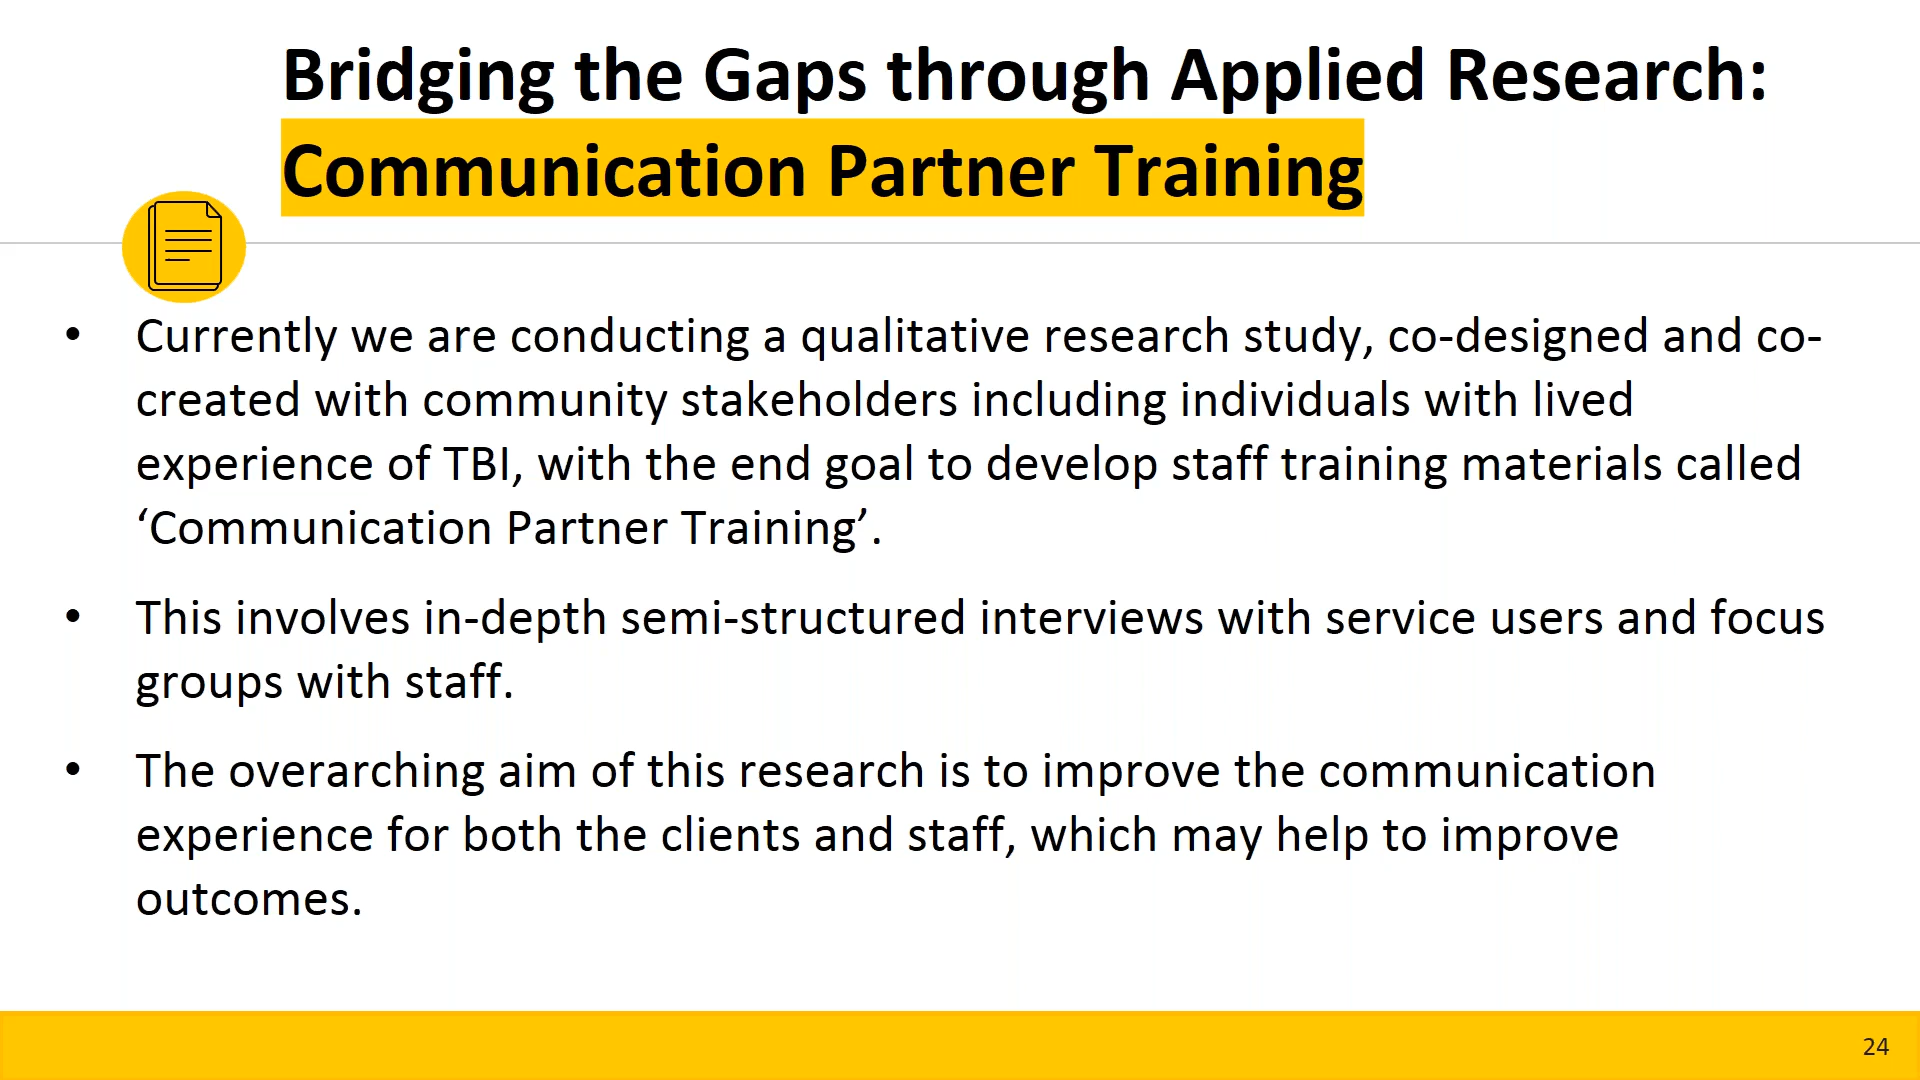 Bridging the Gaps through Applied Research:
Communication Partner Training
• Currently we are conducting a qualitative research study, co-designed and co-
created with community stakeholders including individuals with lived
experience of TBI, with the end goal to develop staff training materials called
‘Communication Partner Training’.
• This involves in-depth semi-structured interviews with service users and focus
groups with staff.
• The overarching aim of this research is to improve the communication
experience for both the clients and staff, which may help to improve
outcomes.
24